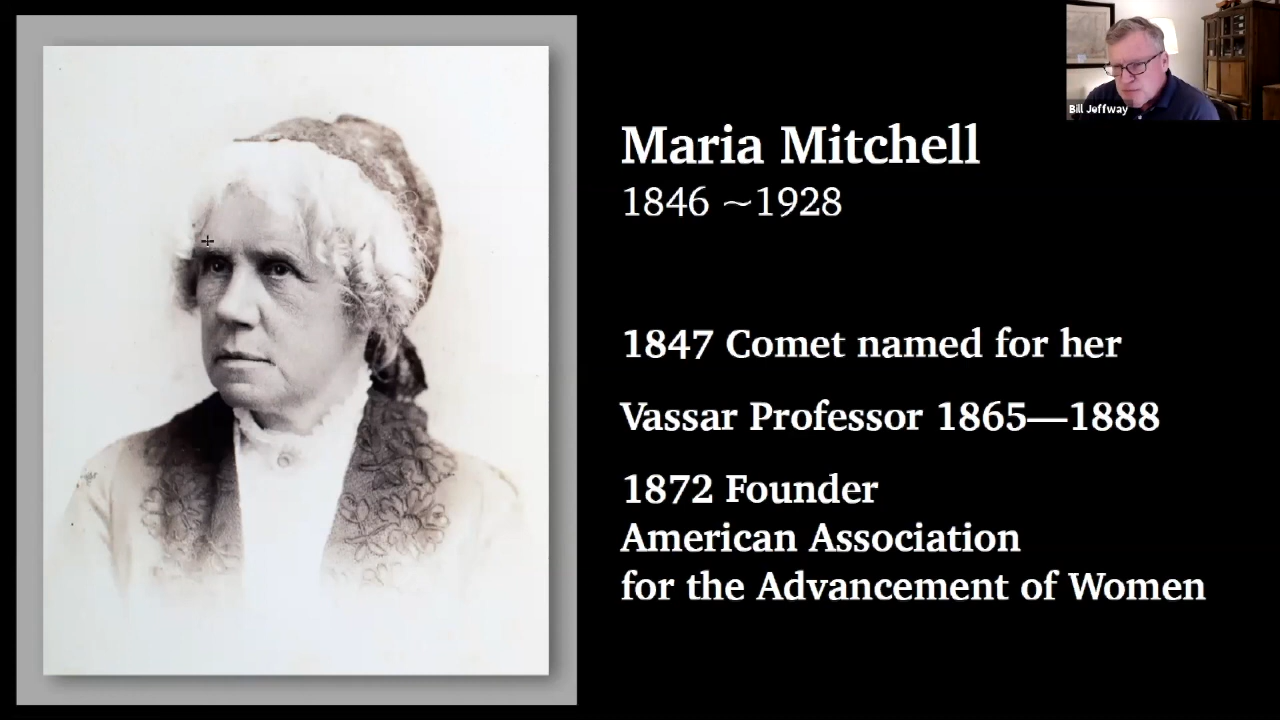 Bill Jeffway
Maria Mitchell
1846 ~1928
1847 Comet named for her
Vassar Professor 1865—1888
1872 Founder
American Association
for the Advancement of Women